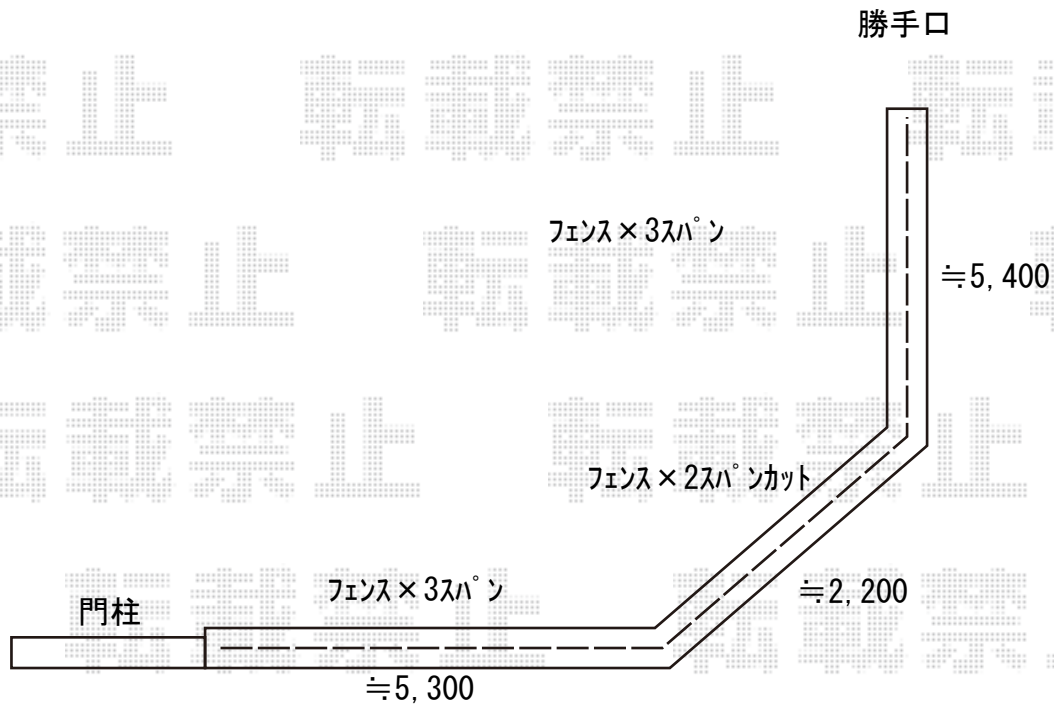 勝手口
フェンス×3スパン
≒5,400
フェンス×2スパンカット
≒2,200
フェンス×3スパン
門柱
≒5,300
転載禁止